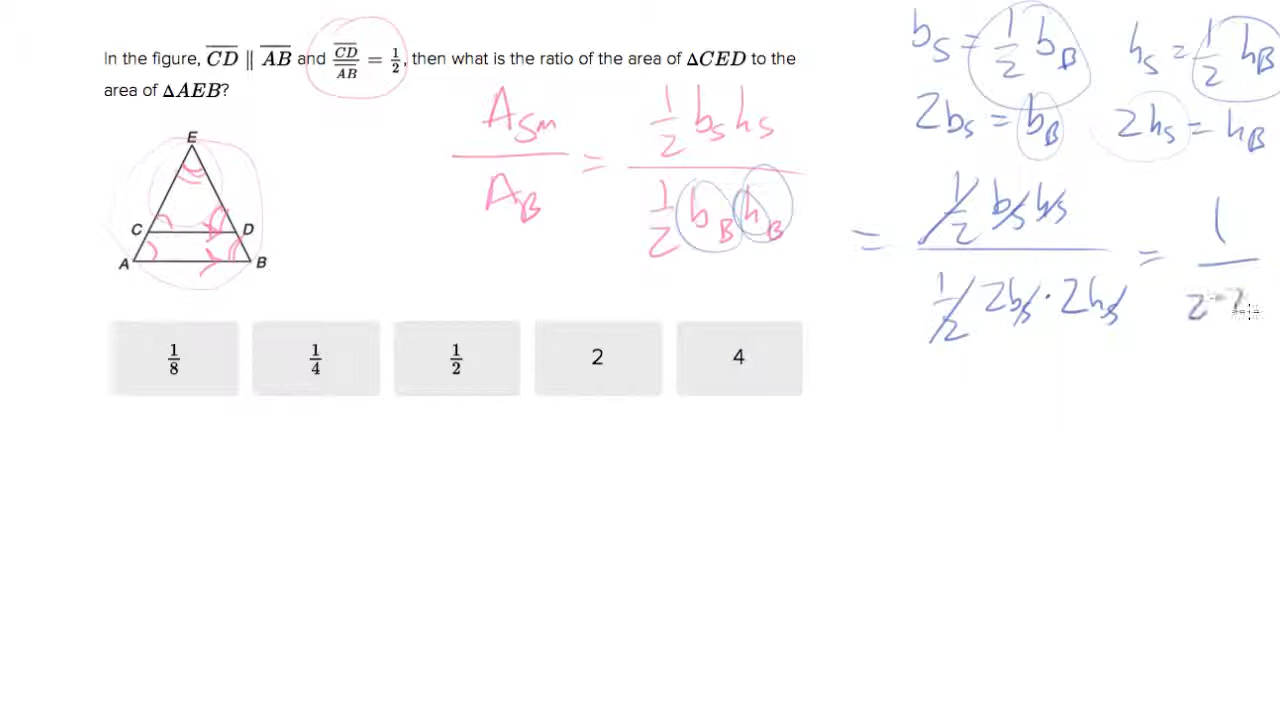 In the figure, CD ∥ AB and CD/AB = 1/2, then what is the ratio of the area of ΔCED to the
area of ΔAEB?
E
C D
A B
A_Sm / A_B = 1/2 b_S h_S / 1/2 b_B h_B
b_S = 1/2 b_B
h_S = 1/2 h_B
2b_S = b_B
2h_S = h_B
= 1/2 b_S h_S / 1/2 2b_S · 2h_S = 1 / 2·2
1/8 1/4 1/2 2 4